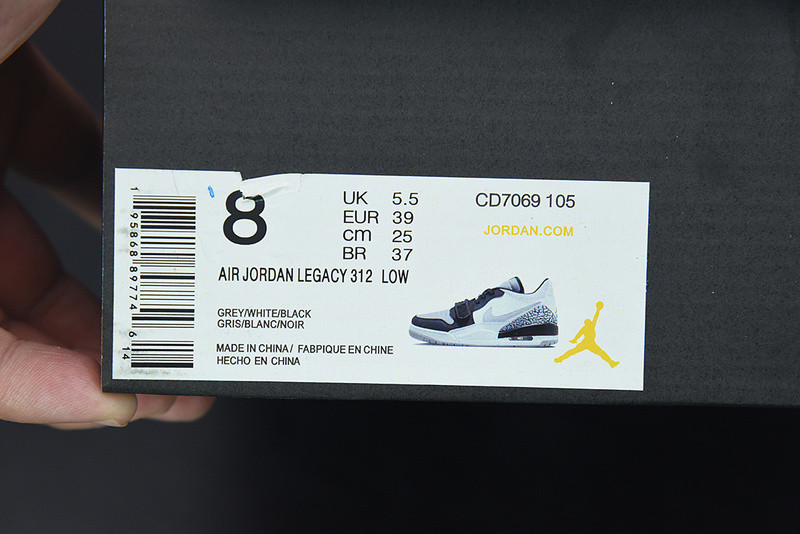 8
UK 5.5
EUR 39
cm 25
BR 37
CD7069 105
JORDAN.COM
AIR JORDAN LEGACY 312 LOW
GREY/WHITE/BLACK
GRIS/BLANC/NOIR
MADE IN CHINA / FABPIQUE EN CHINE
HECHO EN CHINA
1 95868 89774 6 14